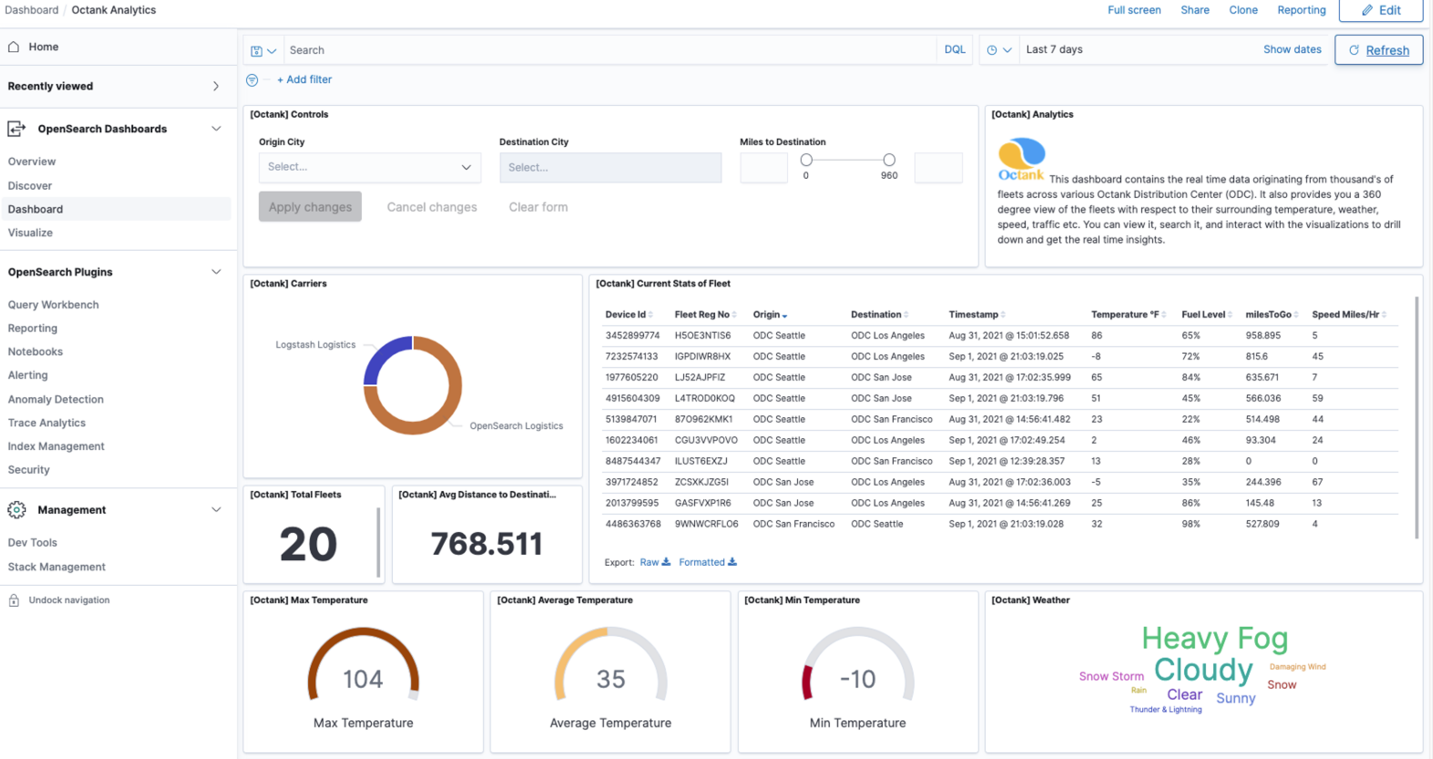 Dashboard / Octank Analytics
Full screen Share Clone Reporting Edit
Home
Recently viewed
OpenSearch Dashboards
Overview
Discover
Dashboard
Visualize
OpenSearch Plugins
Query Workbench
Reporting
Notebooks
Alerting
Anomaly Detection
Trace Analytics
Index Management
Security
Management
Dev Tools
Stack Management
Undock navigation
Search DQL Last 7 days Show dates Refresh
+ Add filter
[Octank] Controls
Origin City Destination City Miles to Destination
Select... Select... 0 960
Apply changes Cancel changes Clear form
[Octank] Analytics
Octank This dashboard contains the real time data originating from thousand's of
fleets across various Octank Distribution Center (ODC). It also provides you a 360
degree view of the fleets with respect to their surrounding temperature, weather,
speed, traffic etc. You can view it, search it, and interact with the visualizations to drill
down and get the real time insights.
[Octank] Carriers
Logstash Logistics
OpenSearch Logistics
[Octank] Current Stats of Fleet
Device Id Fleet Reg No Origin Destination Timestamp Temperature °F Fuel Level milesToGo Speed Miles/Hr
3452899774 H5OE3NTIS6 ODC Seattle ODC Los Angeles Aug 31, 2021 @ 15:01:52.658 86 65% 958.895 5
7232574133 IGPDIWR8HX ODC Seattle ODC Los Angeles Sep 1, 2021 @ 21:03:19.025 -8 72% 815.6 45
1977605220 LJ52AJPFIZ ODC Seattle ODC San Jose Aug 31, 2021 @ 17:02:35.999 65 84% 635.671 7
4915604309 L4TROD0KOQ ODC Seattle ODC San Jose Sep 1, 2021 @ 21:03:19.796 51 45% 566.036 59
5139847071 87O962KMK1 ODC Seattle ODC San Francisco Aug 31, 2021 @ 14:56:41.482 23 22% 514.498 44
1602234061 CGU3VVPOVO ODC Seattle ODC Los Angeles Sep 1, 2021 @ 17:02:49.254 2 46% 93.304 24
8487544347 ILUST6EXZJ ODC Seattle ODC San Francisco Sep 1, 2021 @ 12:39:28.357 13 28% 0 0
3971724852 ZCSXKJZG5I ODC San Jose ODC Los Angeles Aug 31, 2021 @ 17:02:36.003 -5 35% 244.396 67
2013799595 GASFVXP1R6 ODC San Jose ODC Los Angeles Aug 31, 2021 @ 14:56:41.269 25 86% 145.48 13
4486363768 9WNWCRFLO6 ODC San Francisco ODC Seattle Sep 1, 2021 @ 21:03:19.028 32 98% 527.809 4
Export: Raw Formatted
[Octank] Total Fleets
20
[Octank] Avg Distance to Destinati...
768.511
[Octank] Max Temperature
104
Max Temperature
[Octank] Average Temperature
35
Average Temperature
[Octank] Min Temperature
-10
Min Temperature
[Octank] Weather
Heavy Fog
Snow Storm Cloudy Damaging Wind
Rain Clear Sunny Snow
Thunder & Lightning